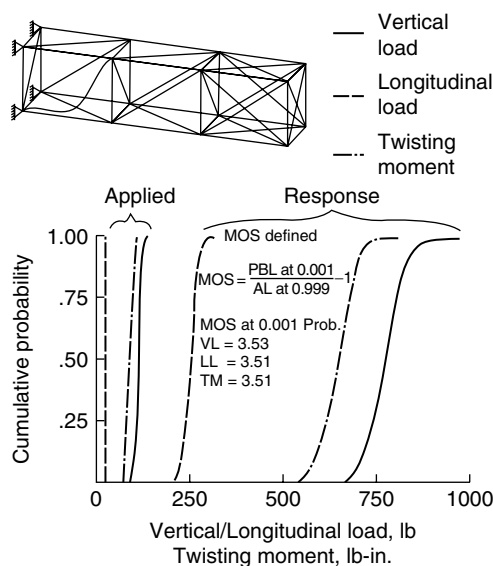 Vertical
load
Longitudinal
load
Twisting
moment
Applied
Response
1.00
.75
.50
.25
Cumulative probability
MOS defined
MOS = PBL at 0.001 / AL at 0.999 −1
MOS at 0.001 Prob.
VL = 3.53
LL = 3.51
TM = 3.51
0 250 500 750 1000
Vertical/Longitudinal load, lb
Twisting moment, lb-in.